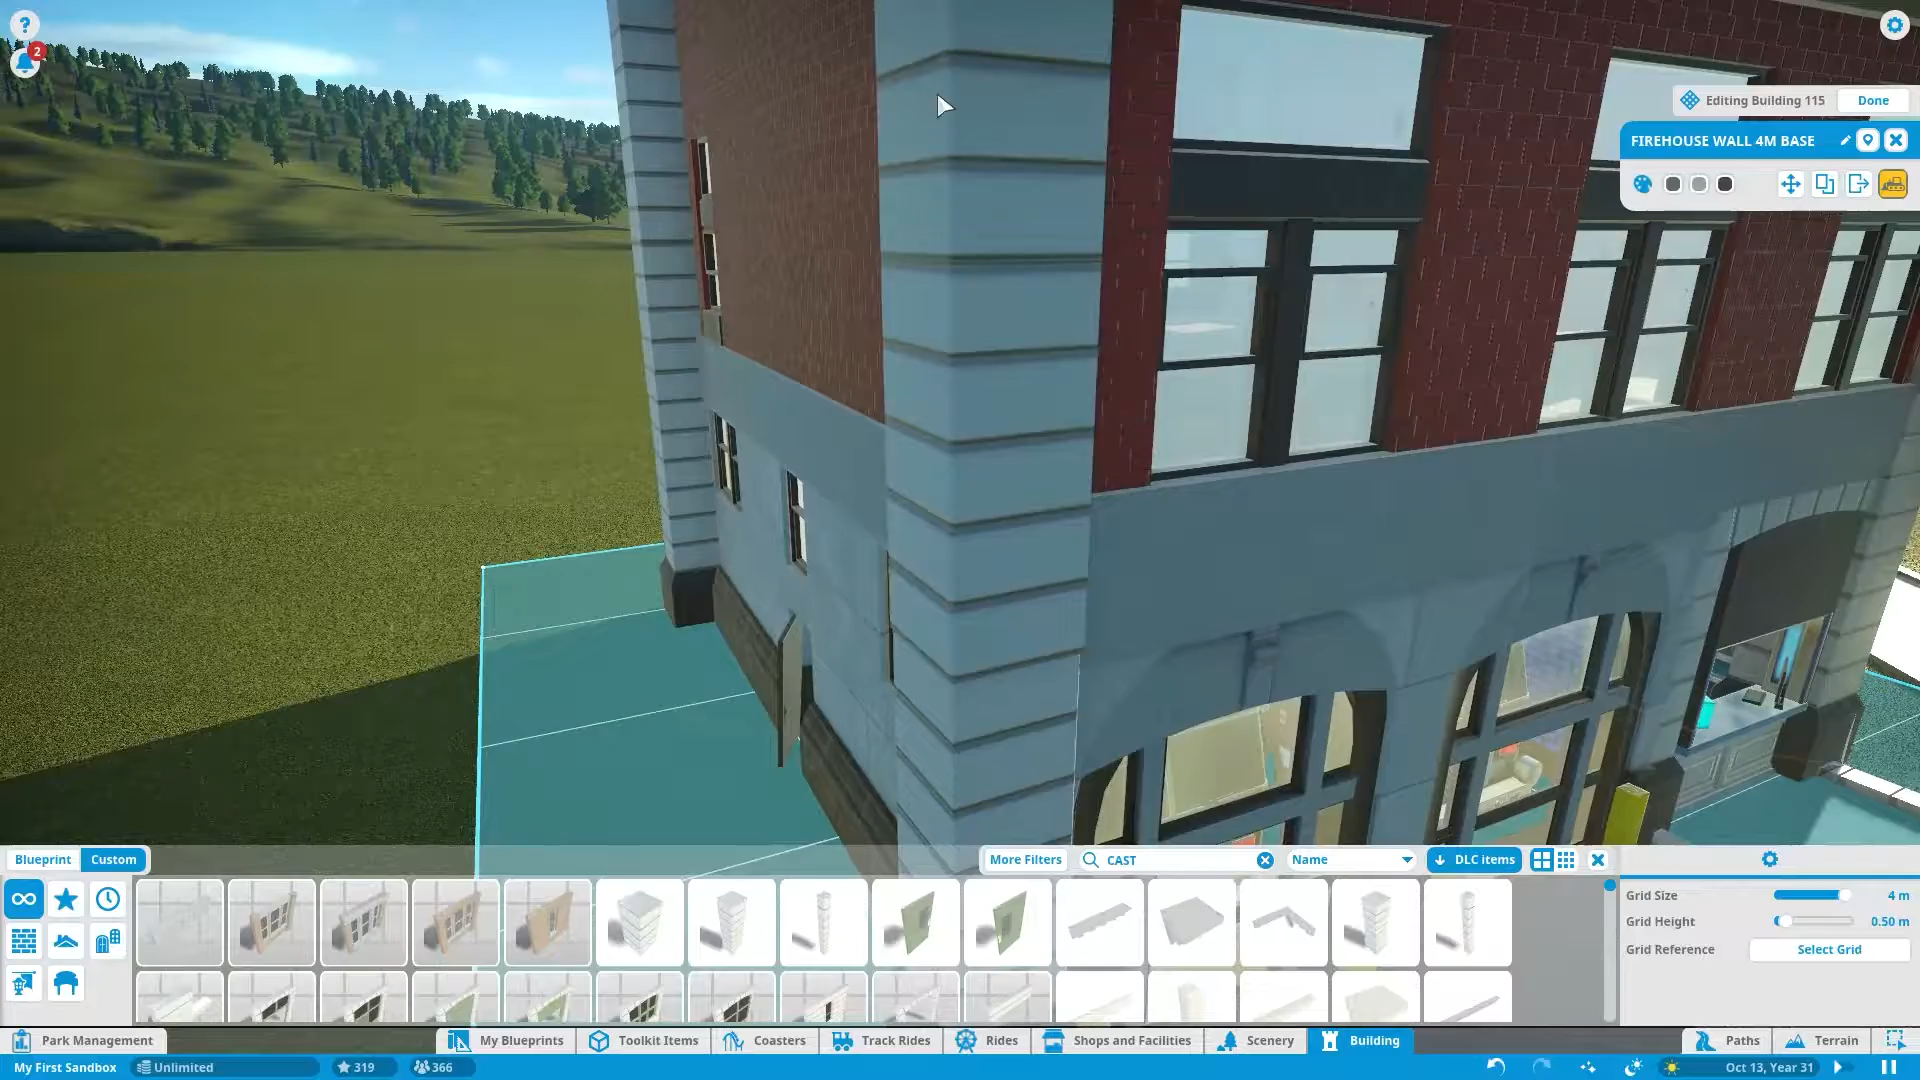 ?
2
Editing Building 115 Done
FIREHOUSE WALL 4M BASE
Blueprint Custom
More Filters CAST Name DLC items
Grid Size 4 m
Grid Height 0.50 m
Grid Reference Select Grid
Park Management My Blueprints Toolkit Items Coasters Track Rides Rides Shops and Facilities Scenery Building Paths Terrain
My First Sandbox Unlimited 319 366 Oct 13, Year 31